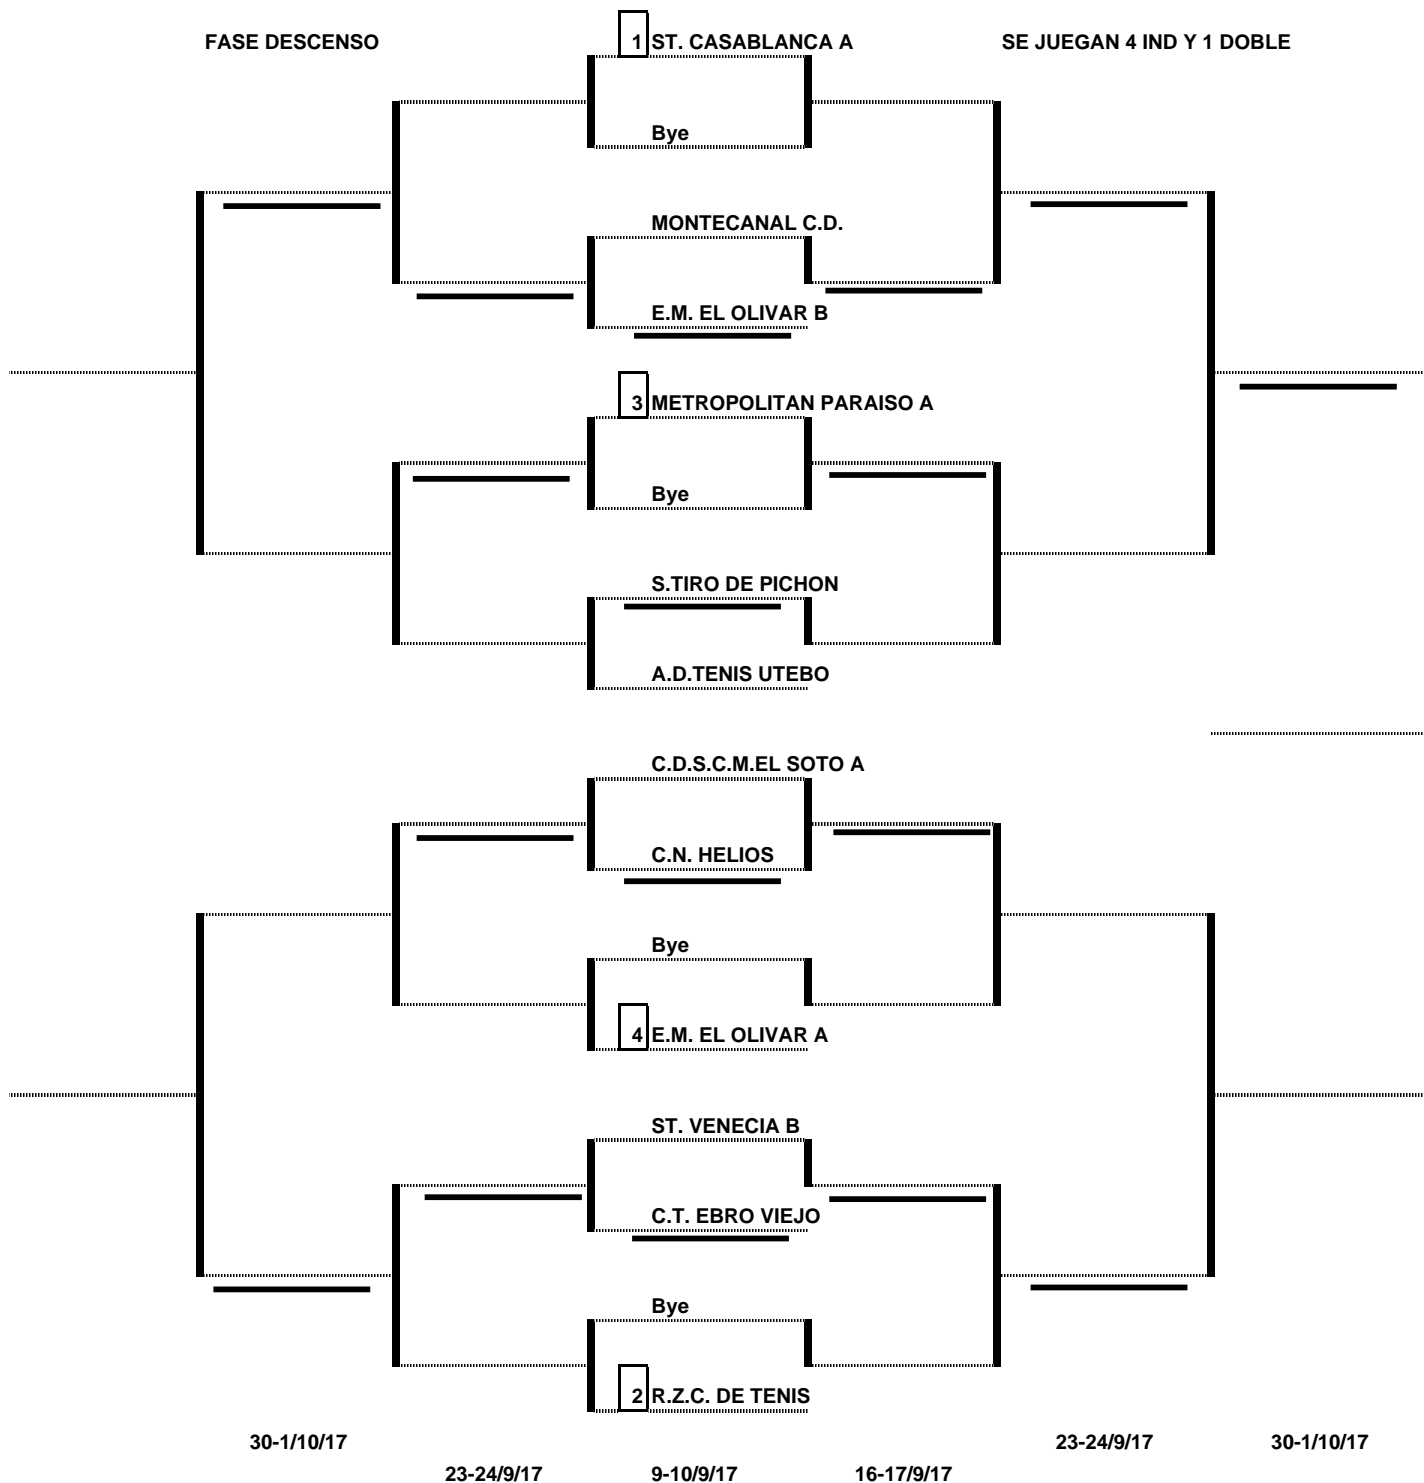 FASE DESCENSO 1 ST. CASABLANCA A SE JUEGAN 4 IND Y 1 DOBLE
Bye
MONTECANAL C.D.
E.M. EL OLIVAR B
3 METROPOLITAN PARAISO A
Bye
S.TIRO DE PICHON
A.D.TENIS UTEBO
C.D.S.C.M.EL SOTO A
C.N. HELIOS
Bye
4 E.M. EL OLIVAR A
ST. VENECIA B
C.T. EBRO VIEJO
Bye
2 R.Z.C. DE TENIS
30-1/10/17 23-24/9/17 30-1/10/17
23-24/9/17 9-10/9/17 16-17/9/17